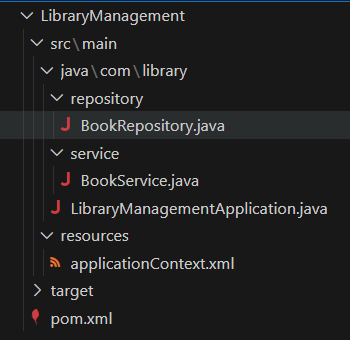 LibraryManagement
src\main
java\com\library
repository
BookRepository.java
service
BookService.java
LibraryManagementApplication.java
resources
applicationContext.xml
target
pom.xml